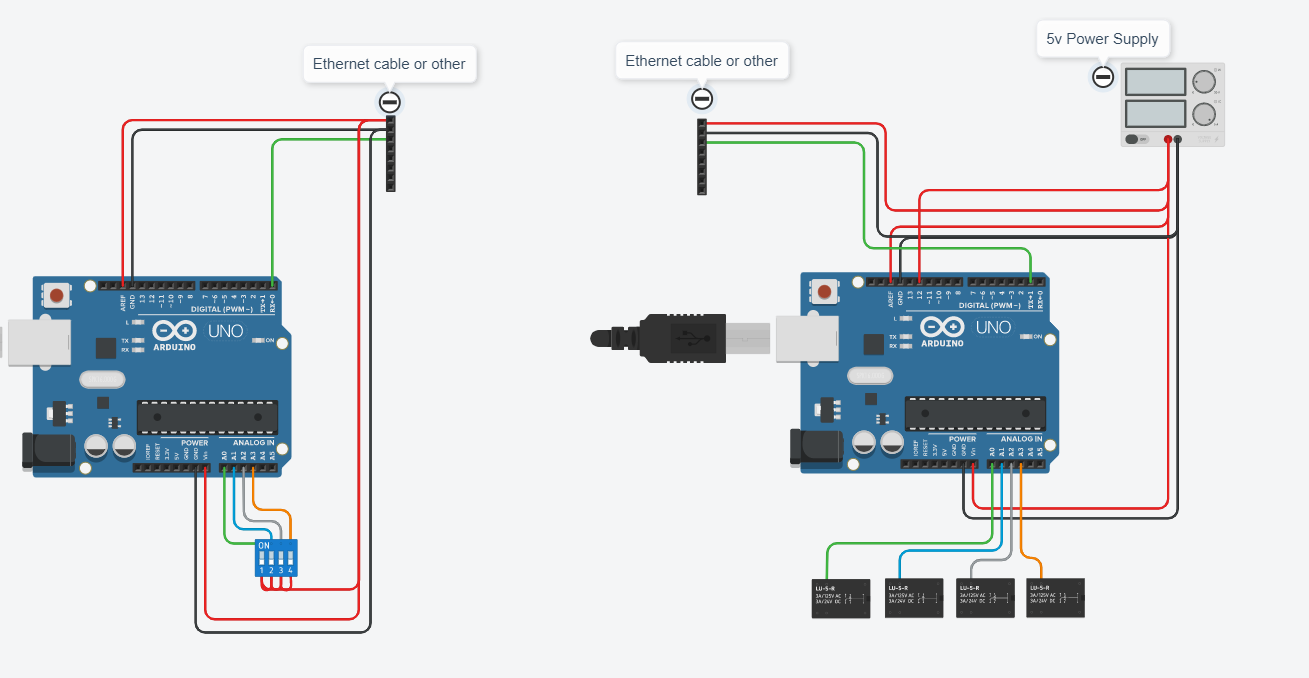 Ethernet cable or other
Ethernet cable or other
5v Power Supply
AREF
GND
13
12
~11
~10
~9
8
7
~6
~5
4
~3
2
TX→1
RX←0
DIGITAL (PWM~)
L
TX
RX
UNO
ARDUINO
ON
POWER
ANALOG IN
IOREF
RESET
3.3V
5V
GND
GND
Vin
A0
A1
A2
A3
A4
A5
ON
1 2 3 4
AREF
GND
13
12
~11
~10
~9
8
7
~6
~5
4
~3
2
TX→1
RX←0
DIGITAL (PWM~)
L
TX
RX
UNO
ARDUINO
ON
POWER
ANALOG IN
IOREF
RESET
3.3V
5V
GND
GND
Vin
A0
A1
A2
A3
A4
A5
LU-5-R
3A/125V AC
3A/24V DC
LU-5-R
3A/125V AC
3A/24V DC
LU-5-R
3A/125V AC
3A/24V DC
LU-5-R
3A/125V AC
3A/24V DC